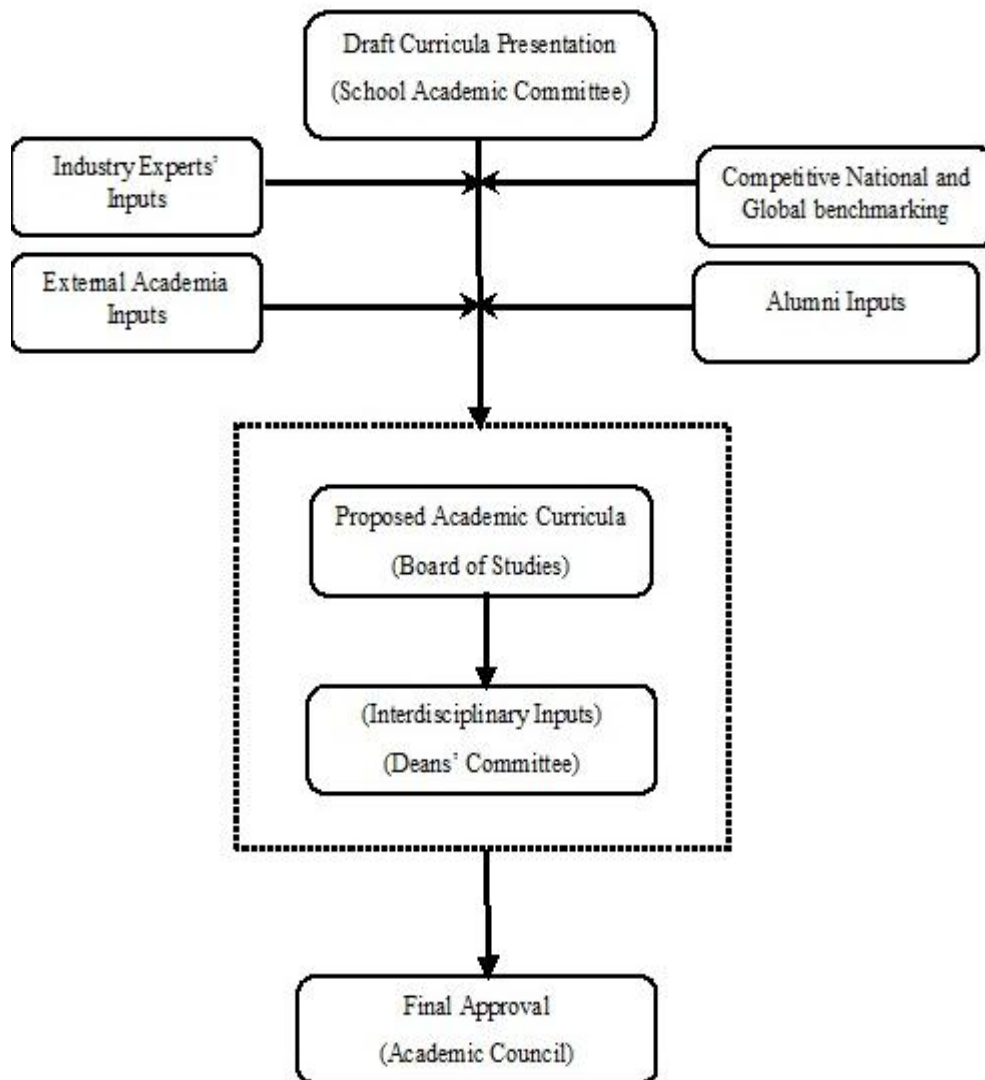 Draft Curricula Presentation
(School Academic Committee)
Industry Experts'
Inputs
Competitive National and
Global benchmarking
External Academia
Inputs
Alumni Inputs
Proposed Academic Curricula
(Board of Studies)
(Interdisciplinary Inputs)
(Deans' Committee)
Final Approval
(Academic Council)